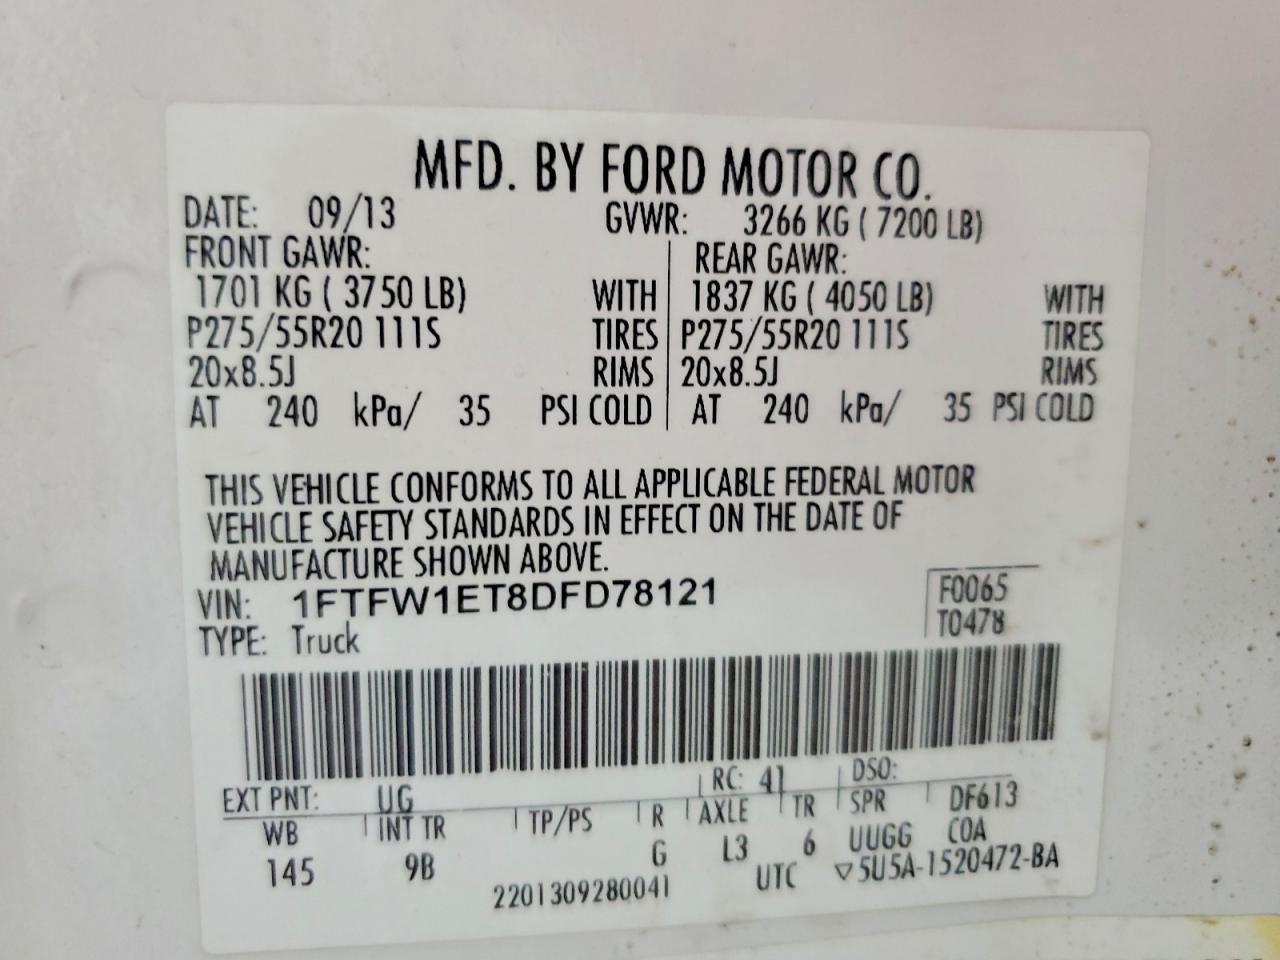 MFD. BY FORD MOTOR CO.
DATE: 09/13 GVWR: 3266 KG ( 7200 LB)
FRONT GAWR: REAR GAWR:
1701 KG ( 3750 LB) WITH 1837 KG ( 4050 LB) WITH
P275/55R20 111S TIRES P275/55R20 111S TIRES
20x8.5J RIMS 20x8.5J RIMS
AT 240 kPa/ 35 PSI COLD AT 240 kPa/ 35 PSI COLD
THIS VEHICLE CONFORMS TO ALL APPLICABLE FEDERAL MOTOR
VEHICLE SAFETY STANDARDS IN EFFECT ON THE DATE OF
MANUFACTURE SHOWN ABOVE.
VIN: 1FTFW1ET8DFD78121 F0065
TYPE: Truck T0478
EXT PNT: UG RC: 41 DSO:
WB INT TR TP/PS R AXLE TR SPR DF613
145 9B G L3 6 UUGG COA
2201309280041 UTC ▽5U5A-1520472-BA